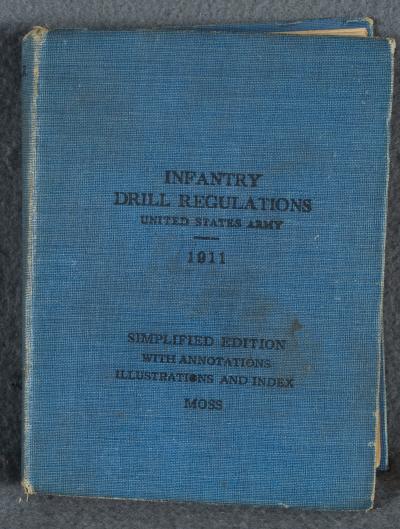 INFANTRY
DRILL REGULATIONS
UNITED STATES ARMY
1911
SIMPLIFIED EDITION
WITH ANNOTATIONS
ILLUSTRATIONS AND INDEX
MOSS